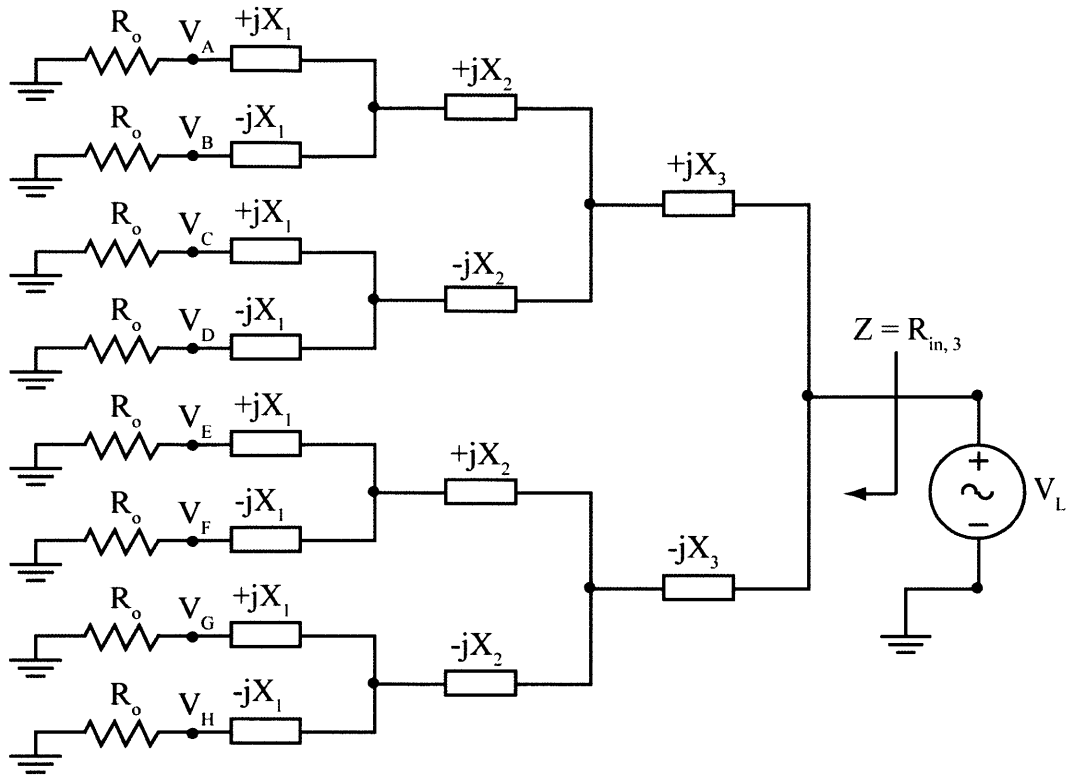 Rₒ V_A +jX₁
+jX₂
Rₒ V_B -jX₁
+jX₃
Rₒ V_C +jX₁
-jX₂
Rₒ V_D -jX₁
Z = R_in, 3
Rₒ V_E +jX₁
+jX₂
+
Rₒ V_F -jX₁
V_L
−
-jX₃
Rₒ V_G +jX₁
-jX₂
Rₒ V_H -jX₁